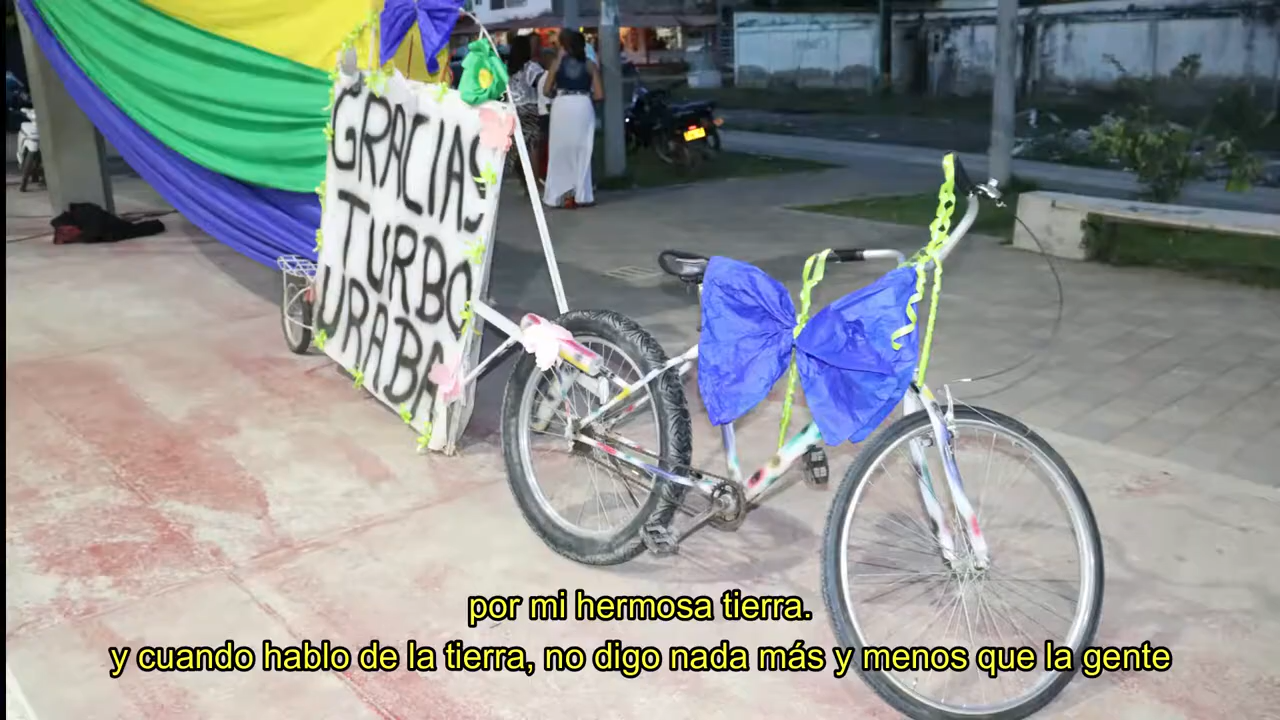 GRACIAS
TURBO
URABA
por mi hermosa tierra.
y cuando hablo de la tierra, no digo nada más y menos que la gente